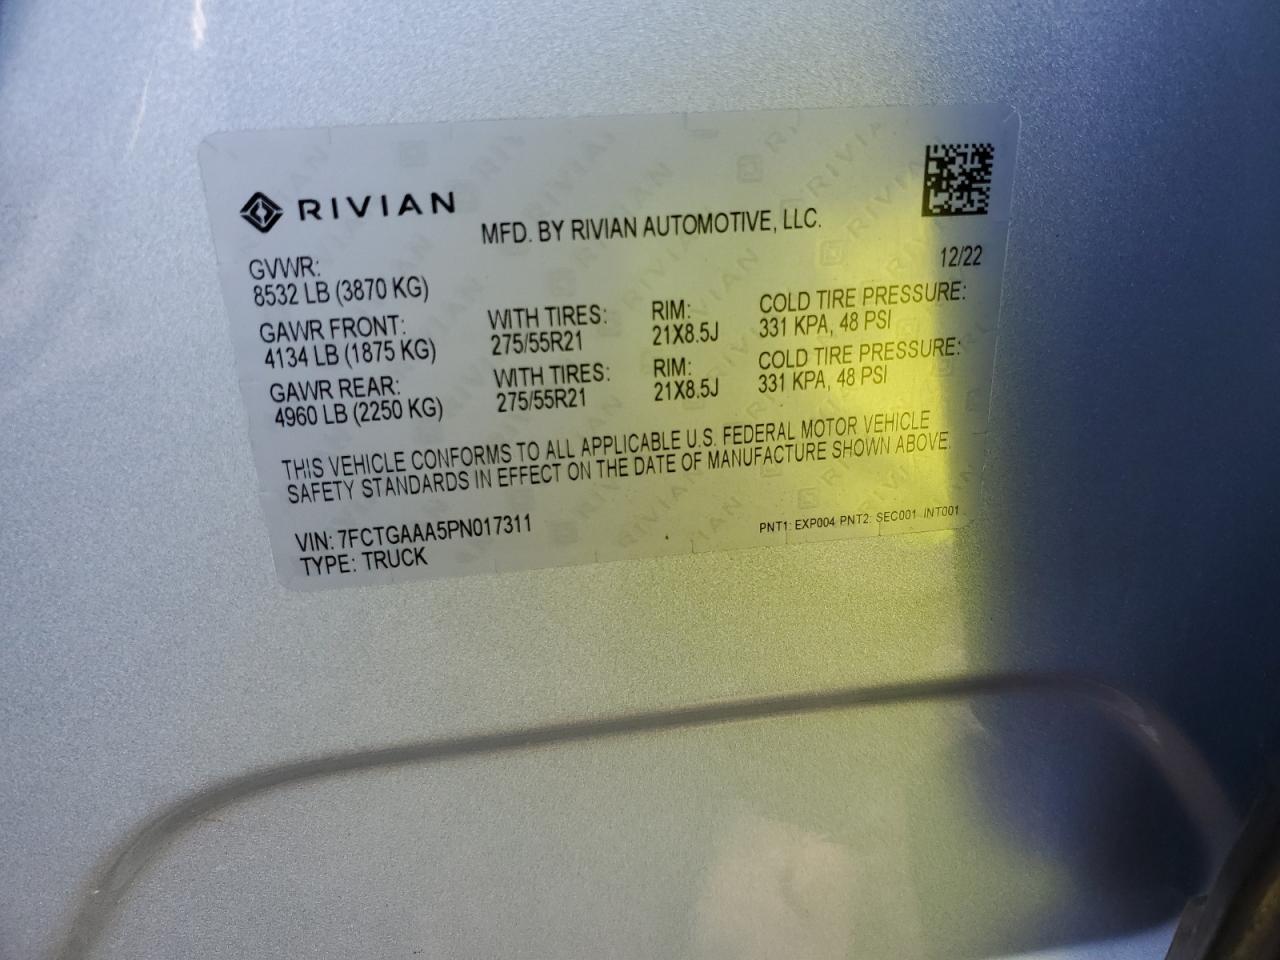 RIVIAN
MFD. BY RIVIAN AUTOMOTIVE, LLC.
12/22
GVWR:
8532 LB (3870 KG)
GAWR FRONT: WITH TIRES: RIM: COLD TIRE PRESSURE:
4134 LB (1875 KG) 275/55R21 21X8.5J 331 KPA, 48 PSI
GAWR REAR: WITH TIRES: RIM: COLD TIRE PRESSURE:
4960 LB (2250 KG) 275/55R21 21X8.5J 331 KPA, 48 PSI
THIS VEHICLE CONFORMS TO ALL APPLICABLE U.S. FEDERAL MOTOR VEHICLE
SAFETY STANDARDS IN EFFECT ON THE DATE OF MANUFACTURE SHOWN ABOVE.
VIN: 7FCTGAAA5PN017311
PNT1: EXP004 PNT2: SEC001 INT001
TYPE: TRUCK